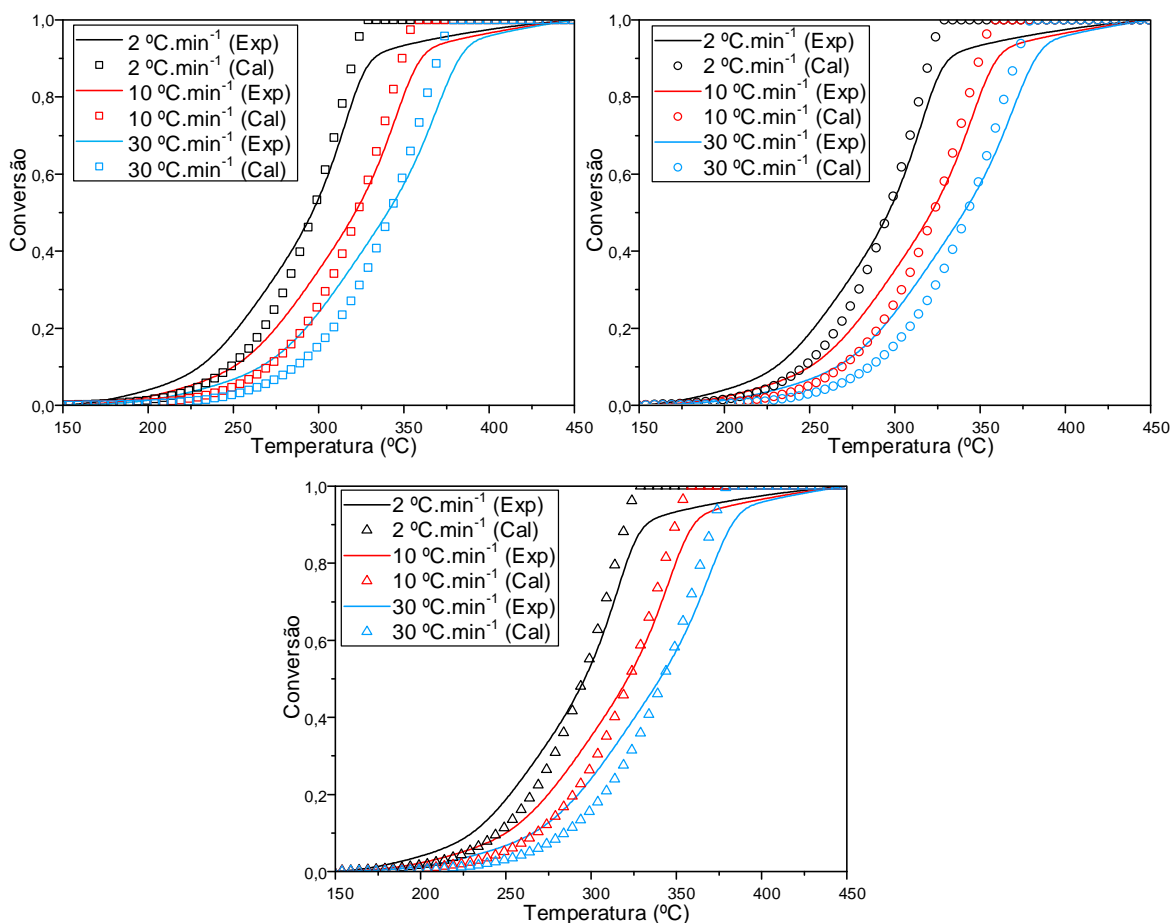 1,0
0,8
0,6
0,4
0,2
0,0
Conversão
2 ºC.min⁻¹ (Exp)
2 ºC.min⁻¹ (Cal)
10 ºC.min⁻¹ (Exp)
10 ºC.min⁻¹ (Cal)
30 ºC.min⁻¹ (Exp)
30 ºC.min⁻¹ (Cal)
150 200 250 300 350 400 450
Temperatura (ºC)
1,0
0,8
0,6
0,4
0,2
0,0
Conversão
2 ºC.min⁻¹ (Exp)
2 ºC.min⁻¹ (Cal)
10 ºC.min⁻¹ (Exp)
10 ºC.min⁻¹ (Cal)
30 ºC.min⁻¹ (Exp)
30 ºC.min⁻¹ (Cal)
150 200 250 300 350 400 450
Temperatura (ºC)
1,0
0,8
0,6
0,4
0,2
0,0
Conversão
2 ºC.min⁻¹ (Exp)
2 ºC.min⁻¹ (Cal)
10 ºC.min⁻¹ (Exp)
10 ºC.min⁻¹ (Cal)
30 ºC.min⁻¹ (Exp)
30 ºC.min⁻¹ (Cal)
150 200 250 300 350 400 450
Temperatura (ºC)